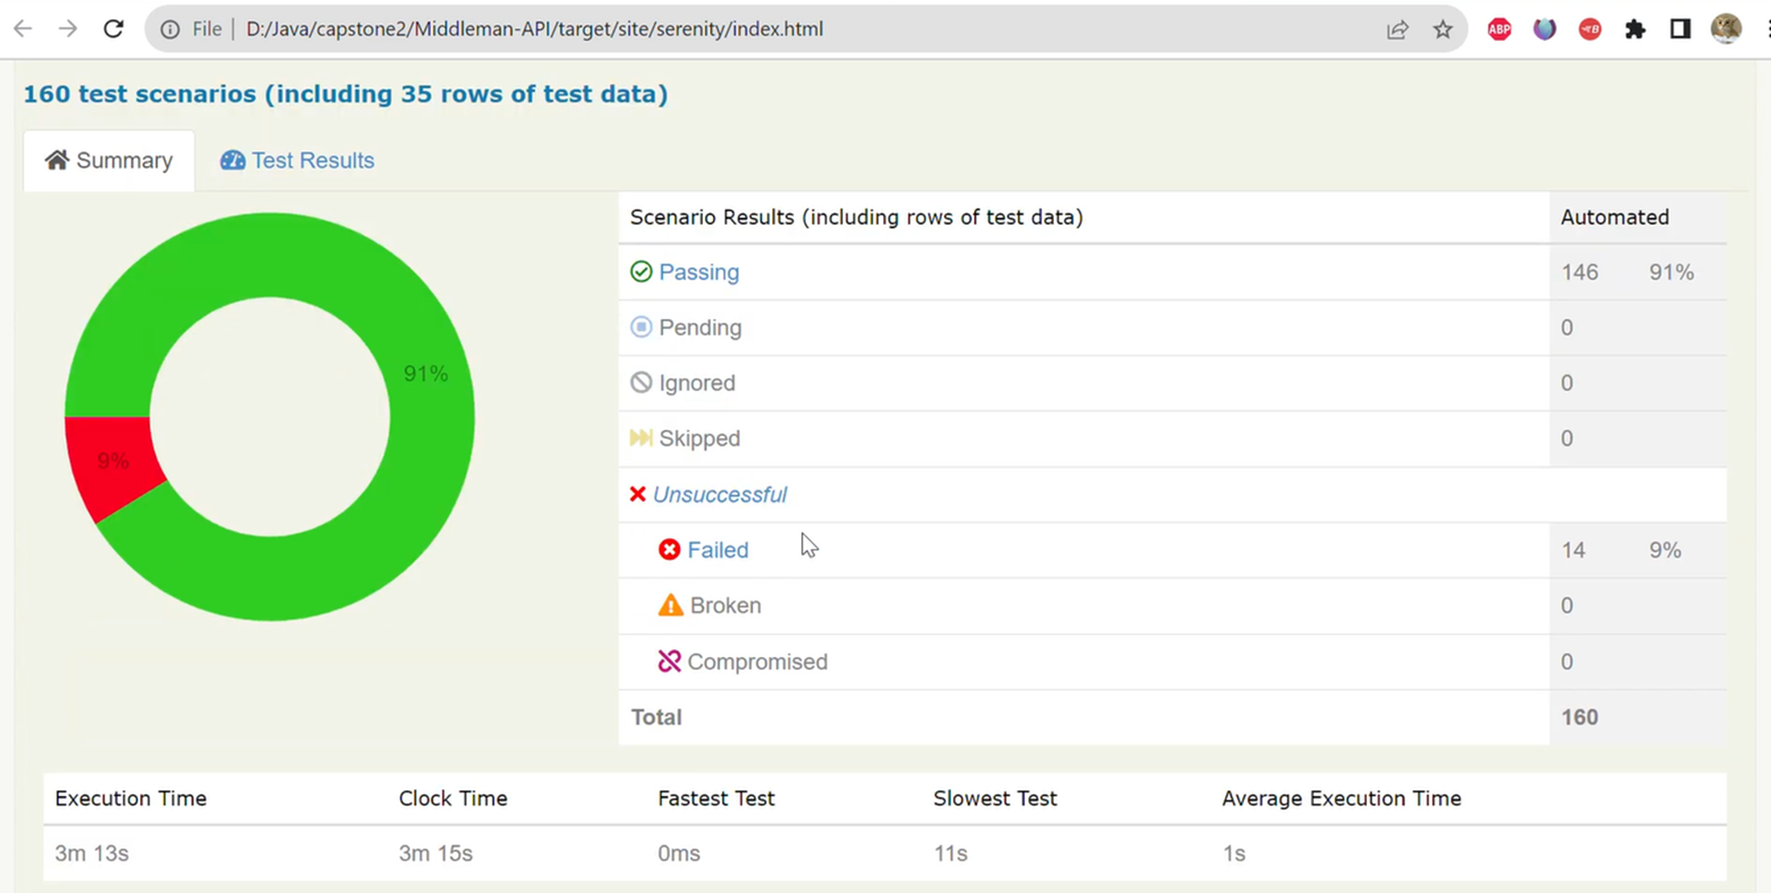 File | D:/Java/capstone2/Middleman-API/target/site/serenity/index.html
ABP
160 test scenarios (including 35 rows of test data)
Summary Test Results
Scenario Results (including rows of test data) Automated
Passing 146 91%
Pending 0
Ignored 0
Skipped 0
Unsuccessful
Failed 14 9%
Broken 0
Compromised 0
Total 160
91%
9%
Execution Time Clock Time Fastest Test Slowest Test Average Execution Time
3m 13s 3m 15s 0ms 11s 1s